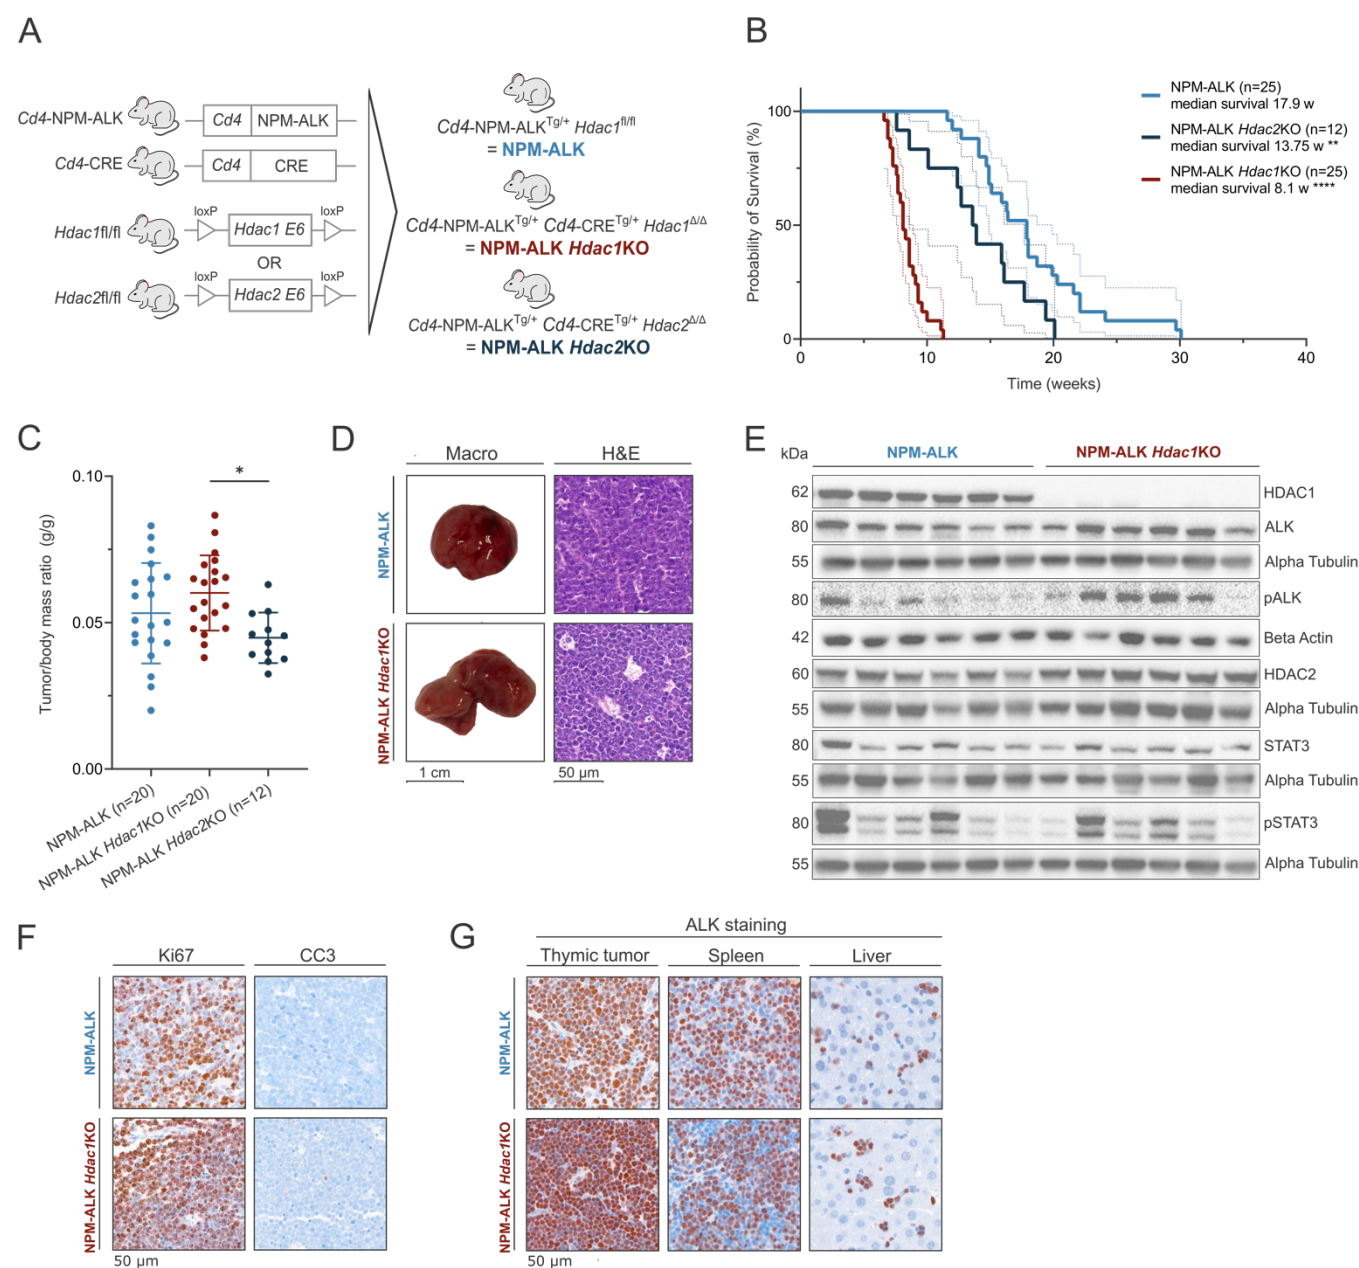 A
Cd4-NPM-ALK
Cd4 NPM-ALK
Cd4-CRE
Cd4 CRE
loxP loxP
Hdac1fl/fl
Hdac1 E6
OR
loxP loxP
Hdac2fl/fl
Hdac2 E6
Cd4-NPM-ALKTg/+ Hdac1fl/fl
= NPM-ALK
Cd4-NPM-ALKTg/+ Cd4-CRETg/+ Hdac1Δ/Δ
= NPM-ALK Hdac1KO
Cd4-NPM-ALKTg/+ Cd4-CRETg/+ Hdac2Δ/Δ
= NPM-ALK Hdac2KO
B
Probability of Survival (%)
100
50
0
0 10 20 30 40
Time (weeks)
NPM-ALK (n=25)
median survival 17.9 w
NPM-ALK Hdac2KO (n=12)
median survival 13.75 w **
NPM-ALK Hdac1KO (n=25)
median survival 8.1 w ****
C
Tumor/body mass ratio (g/g)
0.10
0.05
0.00
*
NPM-ALK (n=20)
NPM-ALK Hdac1KO (n=20)
NPM-ALK Hdac2KO (n=12)
D
Macro H&E
NPM-ALK
NPM-ALK Hdac1KO
1 cm 50 µm
E
kDa NPM-ALK NPM-ALK Hdac1KO
62 HDAC1
80 ALK
55 Alpha Tubulin
80 pALK
42 Beta Actin
60 HDAC2
55 Alpha Tubulin
80 STAT3
55 Alpha Tubulin
80 pSTAT3
55 Alpha Tubulin
F
Ki67 CC3
NPM-ALK
NPM-ALK Hdac1KO
50 µm
G
ALK staining
Thymic tumor Spleen Liver
NPM-ALK
NPM-ALK Hdac1KO
50 µm